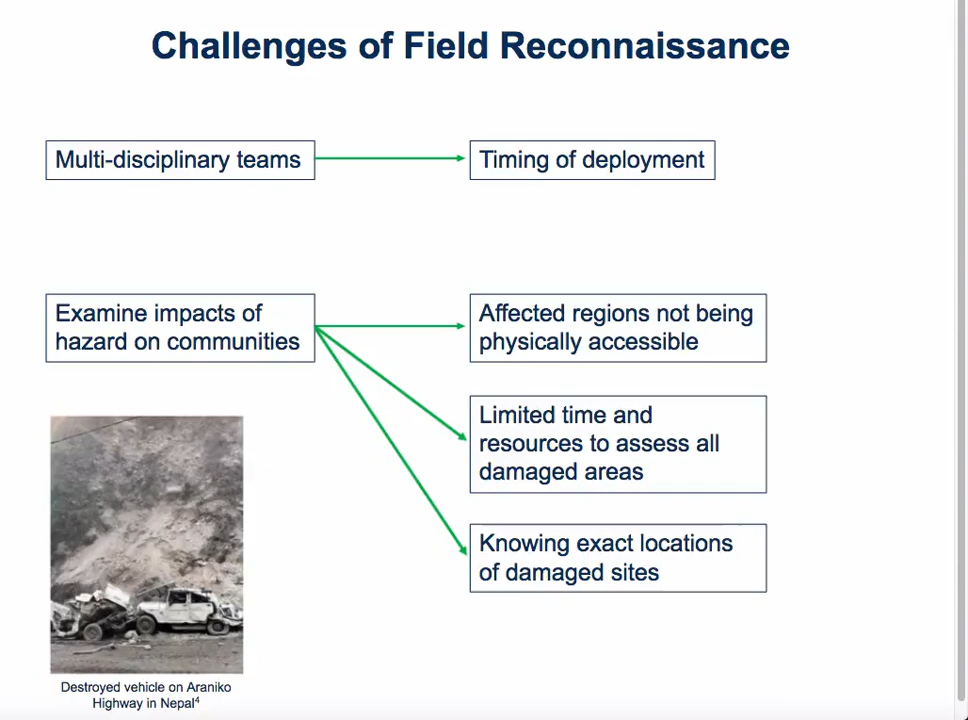 Challenges of Field Reconnaissance
Multi-disciplinary teams
Timing of deployment
Examine impacts of
hazard on communities
Affected regions not being
physically accessible
Limited time and
resources to assess all
damaged areas
Knowing exact locations
of damaged sites
Destroyed vehicle on Araniko
Highway in Nepal⁴